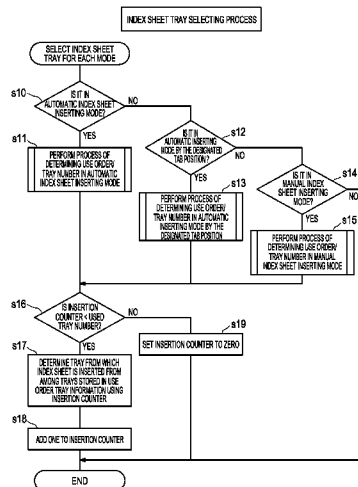 INDEX SHEET TRAY SELECTING PROCESS
SELECT INDEX SHEET
TRAY FOR EACH MODE
s10
IS IT IN
AUTOMATIC INDEX SHEET
INSERTING MODE?
NO
YES
s11
PERFORM PROCESS OF
DETERMINING USE ORDER/
TRAY NUMBER IN AUTOMATIC
INDEX SHEET INSERTING MODE
s12
IS IT IN
AUTOMATIC INSERTING
MODE BY THE DESIGNATED
TAB POSITION?
NO
YES
s13
PERFORM PROCESS OF
DETERMINING USE ORDER/
TRAY NUMBER IN AUTOMATIC
INSERTING MODE BY THE
DESIGNATED TAB POSITION
s14
IS IT IN
MANUAL INDEX
SHEET INSERTING
MODE?
NO
YES
s15
PERFORM PROCESS OF
DETERMINING USE ORDER/
TRAY NUMBER IN MANUAL
INDEX SHEET INSERTING MODE
s16
IS INSERTION
COUNTER < USED
TRAY NUMBER?
NO
YES
s17
DETERMINE TRAY FROM WHICH
INDEX SHEET IS INSERTED FROM
AMONG TRAYS STORED IN USE
ORDER TRAY INFORMATION USING
INSERTION COUNTER
s19
SET INSERTION COUNTER TO ZERO
s18
ADD ONE TO INSERTION COUNTER
END